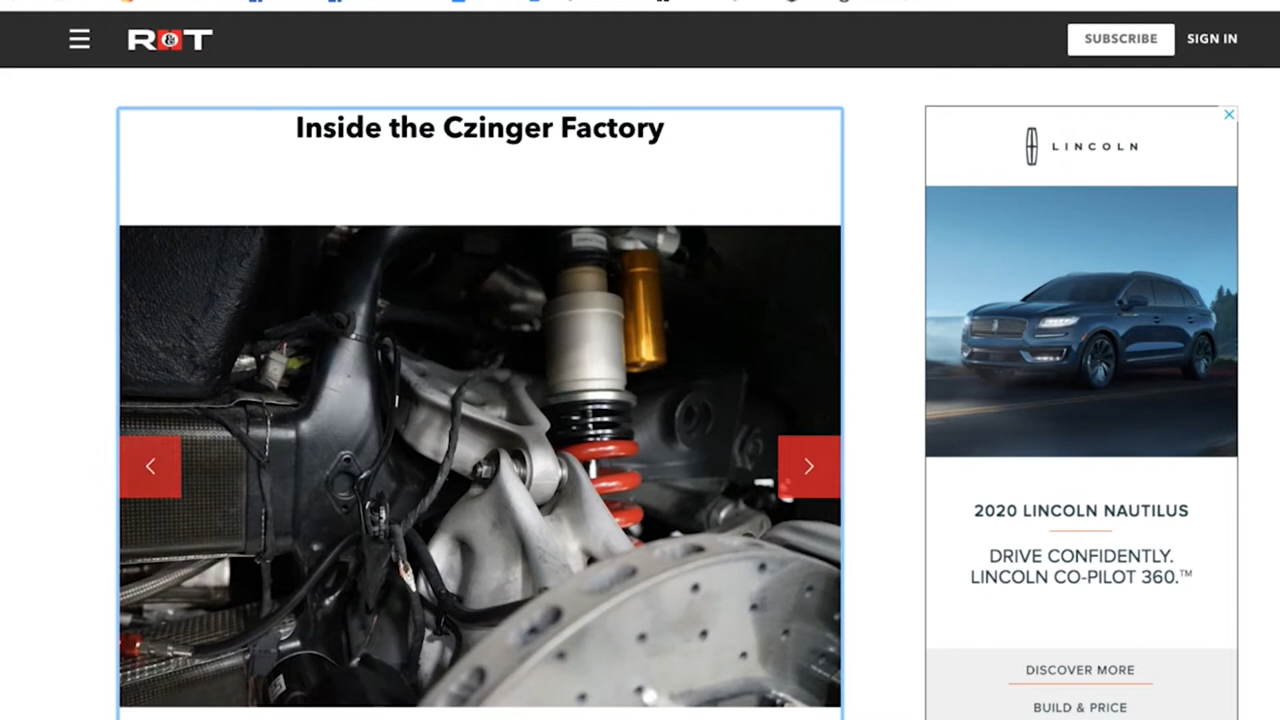 R&T
SUBSCRIBE
SIGN IN
Inside the Czinger Factory
LINCOLN
2020 LINCOLN NAUTILUS
DRIVE CONFIDENTLY.
LINCOLN CO-PILOT 360.™
DISCOVER MORE
BUILD & PRICE